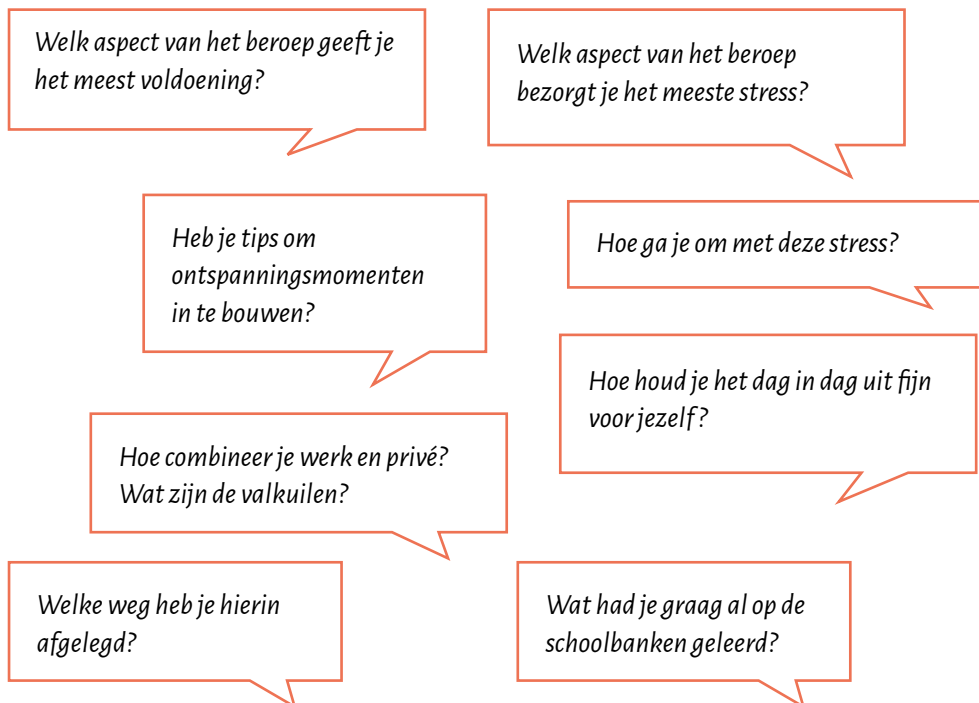 Welk aspect van het beroep geeft je
het meest voldoening?
Welk aspect van het beroep
bezorgt je het meeste stress?
Heb je tips om
ontspanningsmomenten
in te bouwen?
Hoe ga je om met deze stress?
Hoe houd je het dag in dag uit fijn
voor jezelf?
Hoe combineer je werk en privé?
Wat zijn de valkuilen?
Welke weg heb je hierin
afgelegd?
Wat had je graag al op de
schoolbanken geleerd?